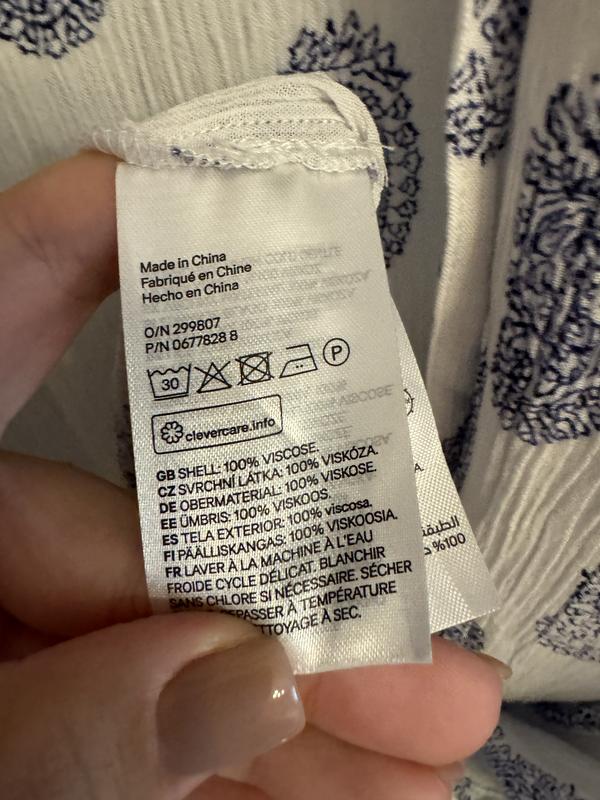 Made in China
Fabriqué en Chine
Hecho en China
O/N 299807
P/N 0677828 8
30
P
clevercare.info
GB SHELL: 100% VISCOSE.
CZ SVRCHNÍ LÁTKA: 100% VISKÓZA.
DE OBERMATERIAL: 100% VISKOSE.
EE ÜMBRIS: 100% VISKOOS.
ES TELA EXTERIOR: 100% viscosa.
FI PÄÄLLISKANGAS: 100% VISKOOSIA.
FR LAVER À LA MACHINE À L'EAU
FROIDE CYCLE DÉLICAT. BLANCHIR
SANS CHLORE SI NÉCESSAIRE. SÉCHER
À TEMPÉRATURE
À SEC.
%100